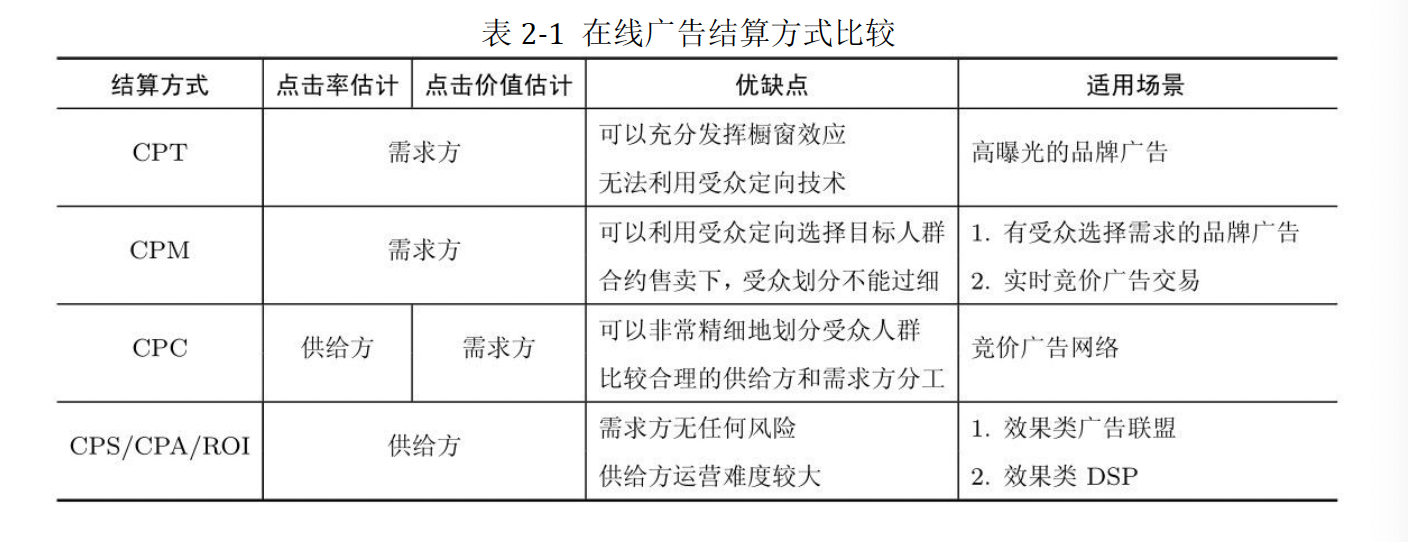 表 2-1 在线广告结算方式比较
结算方式 点击率估计 点击价值估计 优缺点 适用场景
CPT 需求方 可以充分发挥橱窗效应 高曝光的品牌广告
无法利用受众定向技术
CPM 需求方 可以利用受众定向选择目标人群 1. 有受众选择需求的品牌广告
合约售卖下，受众划分不能过细 2. 实时竞价广告交易
CPC 供给方 需求方 可以非常精细地划分受众人群 竞价广告网络
比较合理的供给方和需求方分工
CPS/CPA/ROI 供给方 需求方无任何风险 1. 效果类广告联盟
供给方运营难度较大 2. 效果类 DSP